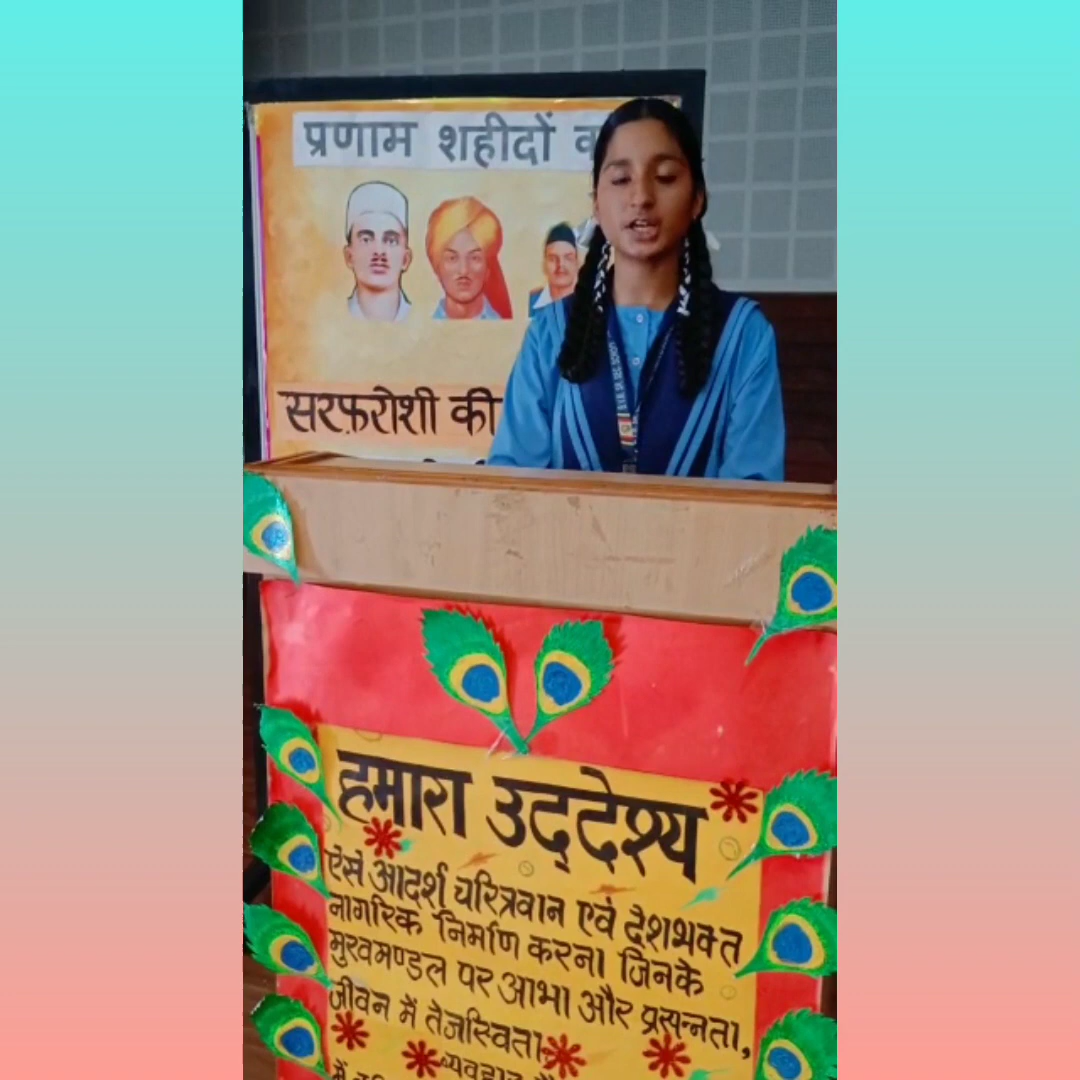 प्रणाम शहीदों
सरफ़रोशी की
हमारा उद्देश्य
ऐसे आदर्श चरित्रवान एवं देशभक्त
नागरिक निर्माण करना जिनके
मुखमण्डल पर आभा और प्रसन्नता,
जीवन में तेजस्विता,
व्यवहार
में